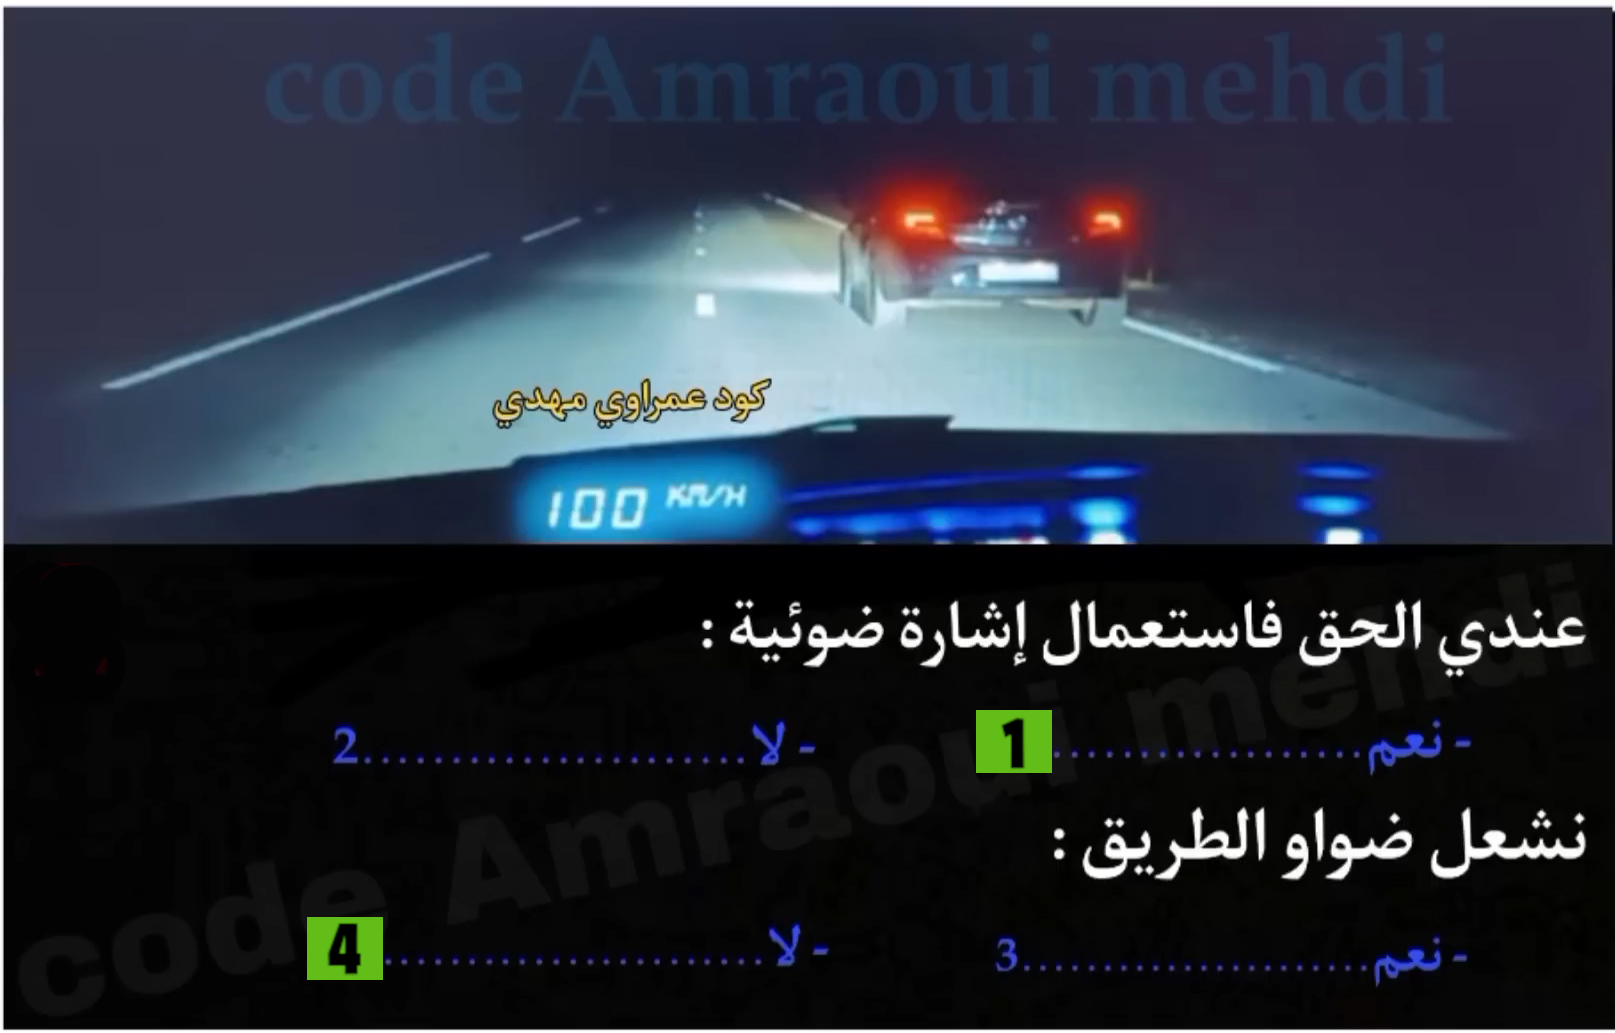 code Amraoui mehdi
كود عمراوي مهدي
100 KM/H
عندي الحق فاستعمال إشارة ضوئية :
- نعم......................1 - لا......................2
نشعل ضواو الطريق :
- نعم......................3 - لا......................4
code Amraoui mehdi